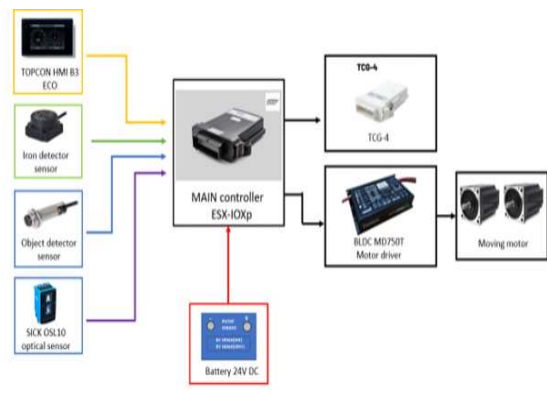 TOPCON HMI B3
ECO
Iron detector
sensor
Object detector
sensor
SICK OSL10
optical sensor
MAIN controller
ESX-IOXp
Battery 24V DC
TCG-4
TCG-4
BLDC MD750T
Motor driver
Moving motor